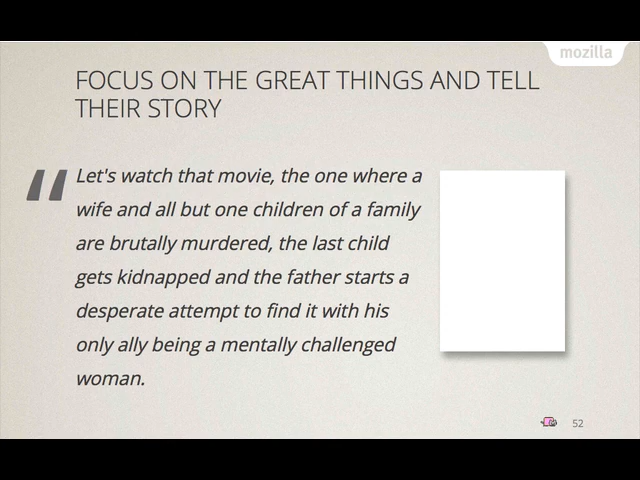 mozilla
FOCUS ON THE GREAT THINGS AND TELL
THEIR STORY
“
Let's watch that movie, the one where a
wife and all but one children of a family
are brutally murdered, the last child
gets kidnapped and the father starts a
desperate attempt to find it with his
only ally being a mentally challenged
woman.
52